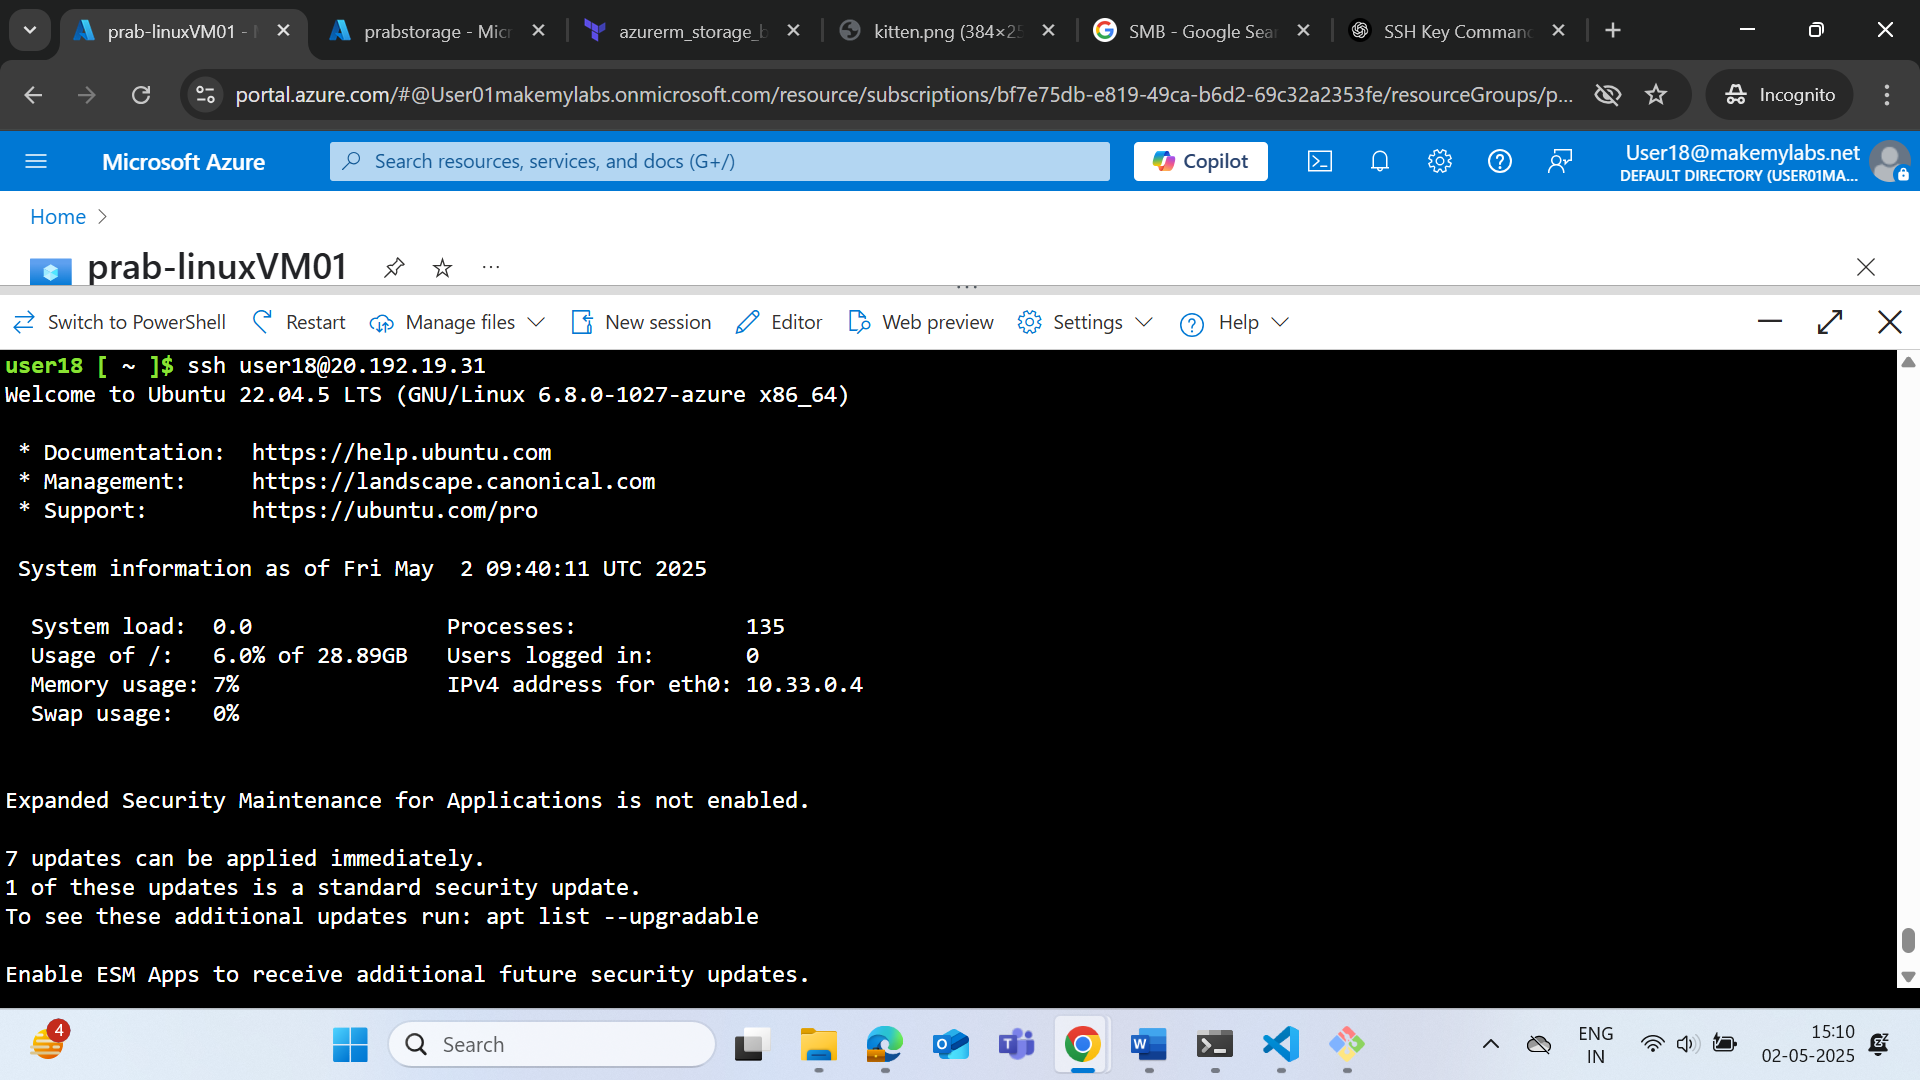 prab-linuxVM01 - M
prabstorage - Micr
azurerm_storage_b
kitten.png (384×25
SMB - Google Sear
SSH Key Comman
portal.azure.com/#@User01makemylabs.onmicrosoft.com/resource/subscriptions/bf7e75db-e819-49ca-b6d2-69c32a2353fe/resourceGroups/p...
Incognito
Microsoft Azure
Search resources, services, and docs (G+/)
Copilot
User18@makemylabs.net
DEFAULT DIRECTORY (USER01MA...
Home
prab-linuxVM01
Switch to PowerShell
Restart
Manage files
New session
Editor
Web preview
Settings
Help
user18 [ ~ ]$ ssh user18@20.192.19.31
Welcome to Ubuntu 22.04.5 LTS (GNU/Linux 6.8.0-1027-azure x86_64)
* Documentation:  https://help.ubuntu.com
* Management:     https://landscape.canonical.com
* Support:        https://ubuntu.com/pro
System information as of Fri May  2 09:40:11 UTC 2025
System load:  0.0               Processes:             135
Usage of /:   6.0% of 28.89GB   Users logged in:       0
Memory usage: 7%                IPv4 address for eth0: 10.33.0.4
Swap usage:   0%
Expanded Security Maintenance for Applications is not enabled.
7 updates can be applied immediately.
1 of these updates is a standard security update.
To see these additional updates run: apt list --upgradable
Enable ESM Apps to receive additional future security updates.
4
Search
ENG
IN
15:10
02-05-2025